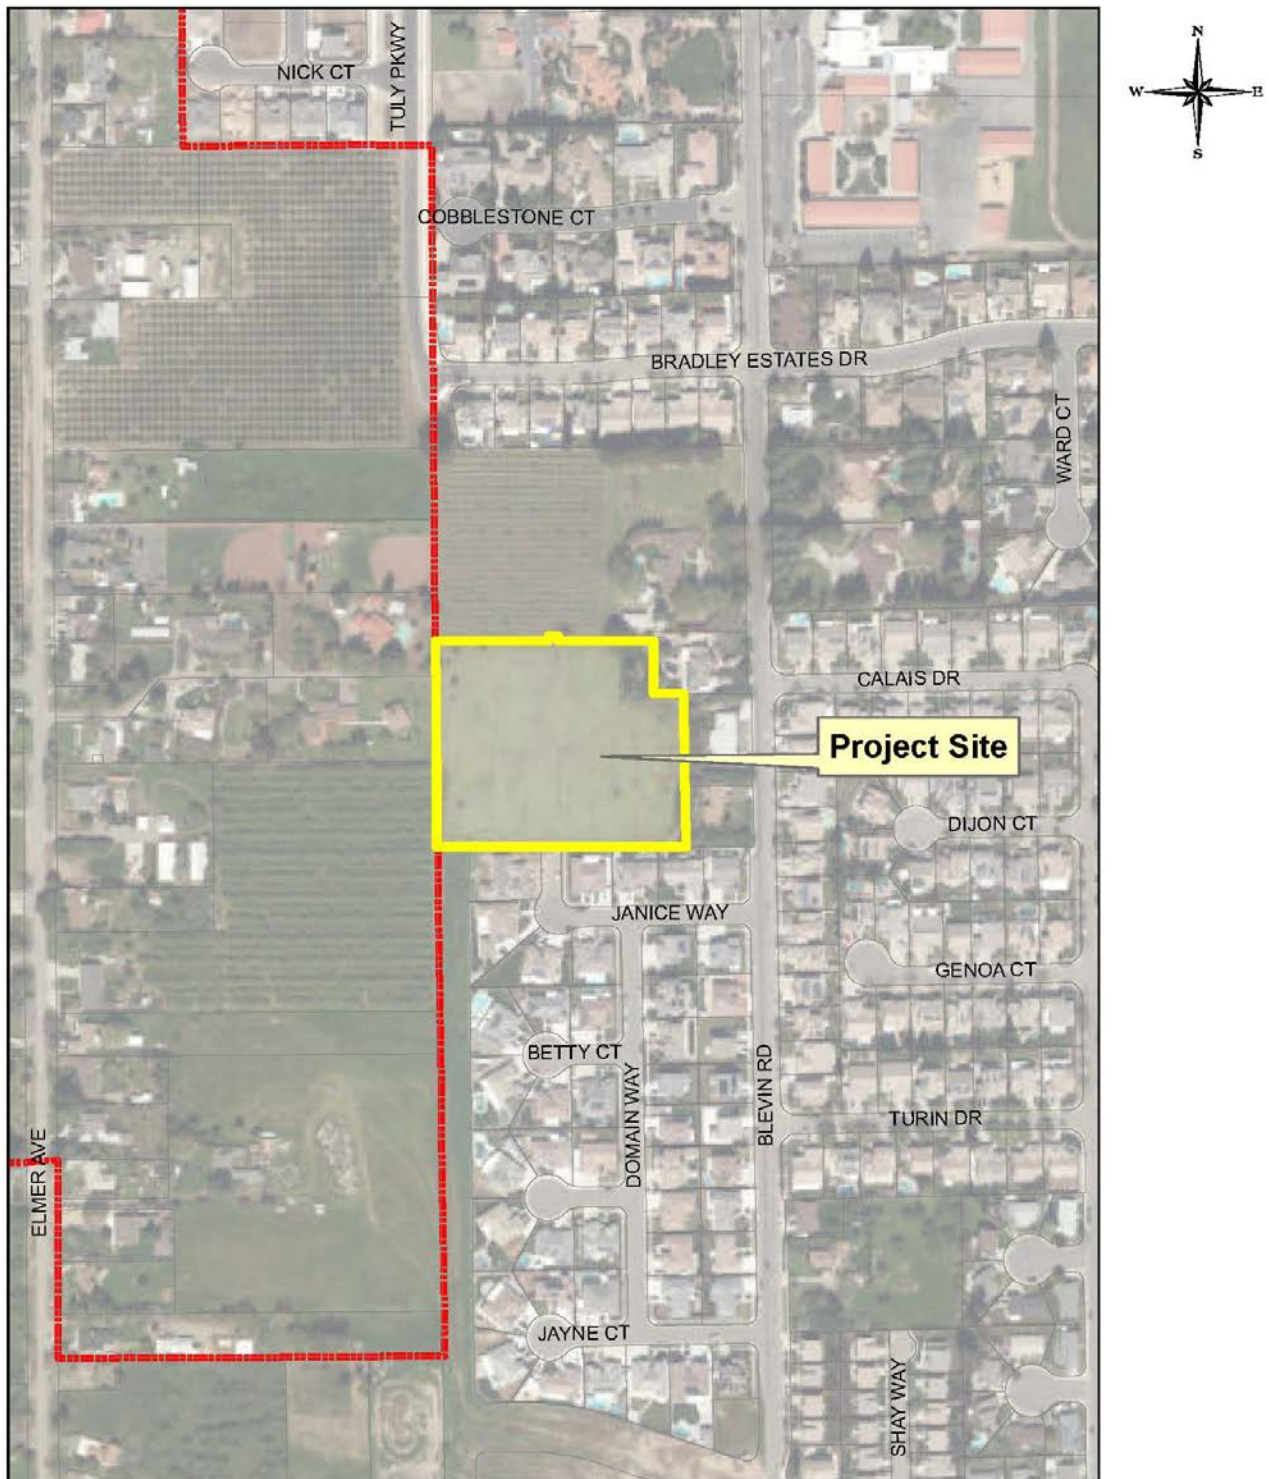 TULY PKWY
N
NICK CT
W
E
S
COBBLESTONE CT
BRADLEY ESTATES DR
WARD CT
CALAIS DR
Project Site
DIJON CT
JANICE WAY
GENOA CT
BETTY CT
DOMAIN WAY
BLEVIN RD
TURIN DR
ELMER AVE
JAYNE CT
SHAY WAY